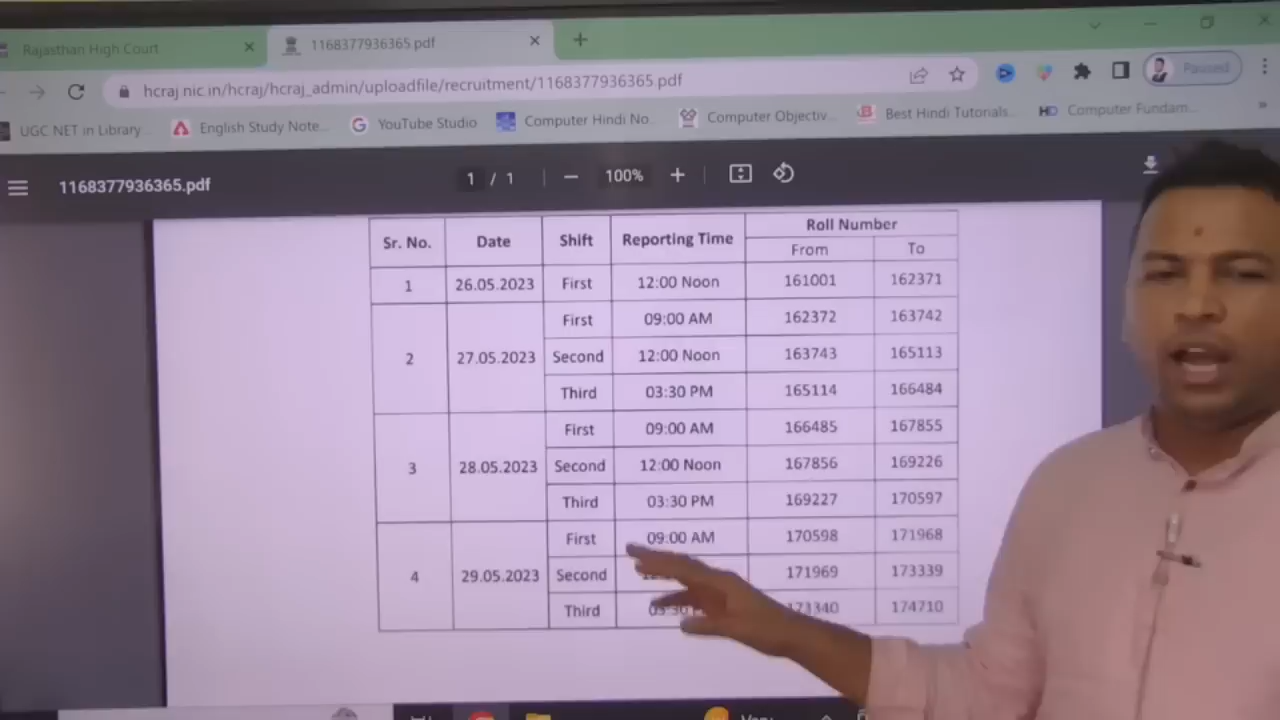 Rajasthan High Court
1168377936365.pdf
hcraj.nic.in/hcraj/hcraj_admin/uploadfile/recruitment/1168377936365.pdf
Paused
UGC NET in Library... English Study Note... YouTube Studio Computer Hindi No... Computer Objectiv... Best Hindi Tutorials... HD Computer Fundam...
1168377936365.pdf 1 / 1 100%
Sr. No. Date Shift Reporting Time Roll Number
From To
1 26.05.2023 First 12:00 Noon 161001 162371
2 27.05.2023 First 09:00 AM 162372 163742
Second 12:00 Noon 163743 165113
Third 03:30 PM 165114 166484
3 28.05.2023 First 09:00 AM 166485 167855
Second 12:00 Noon 167856 169226
Third 03:30 PM 169227 170597
4 29.05.2023 First 09:00 AM 170598 171968
Second 171969 173339
Third 174710